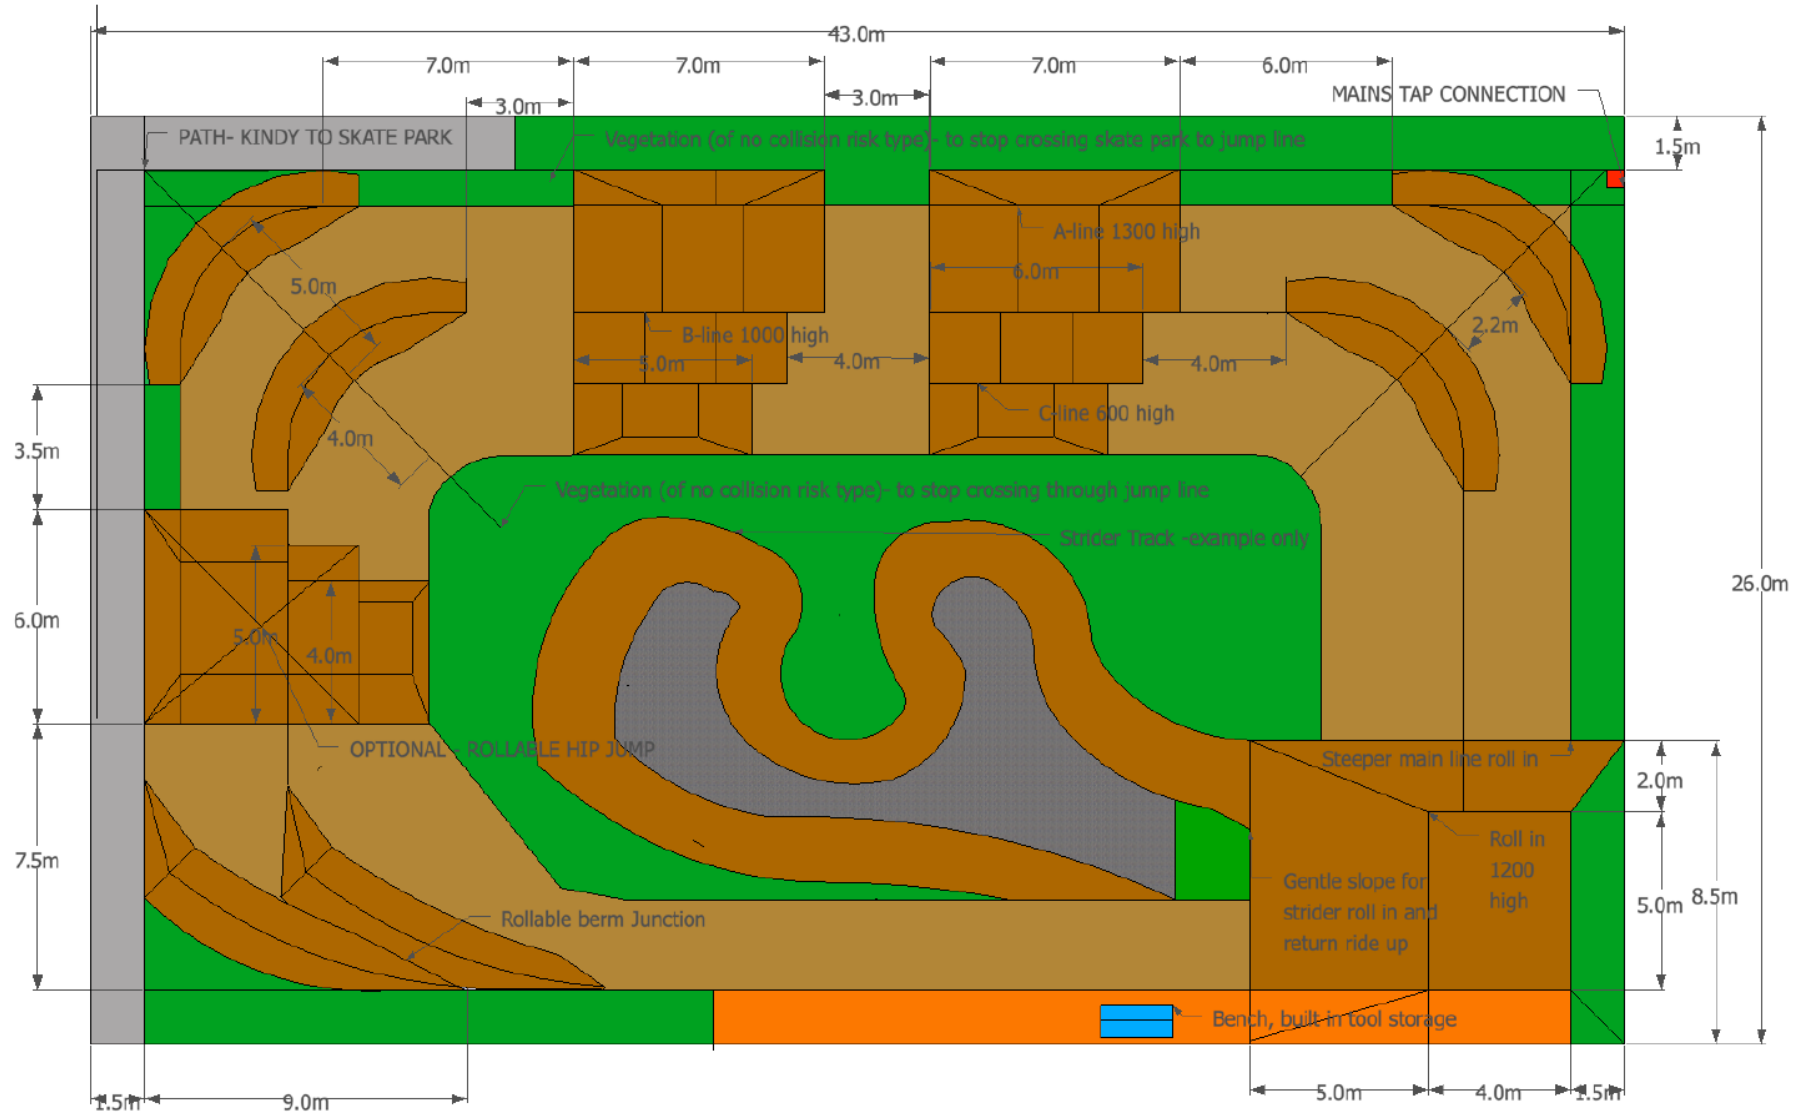 43.0m
7.0m
7.0m
7.0m
6.0m
3.0m
3.0m
MAINS TAP CONNECTION
PATH- KINDY TO SKATE PARK
Vegetation (of no collision risk type)- to stop crossing skate park to jump line
1.5m
A-line 1300 high
6.0m
5.0m
2.2m
B-line 1000 high
5.0m
4.0m
4.0m
C-line 600 high
4.0m
3.5m
Vegetation (of no collision risk type)- to stop crossing through jump line
Strider Track -example only
26.0m
6.0m
5.0m
4.0m
OPTIONAL - ROLLABLE HIP JUMP
Steeper main line roll in
2.0m
7.5m
Roll in
1200
high
Gentle slope for
strider roll in and
return ride up
5.0m
8.5m
Rollable berm Junction
Bench, built in tool storage
1.5m
9.0m
5.0m
4.0m
1.5m